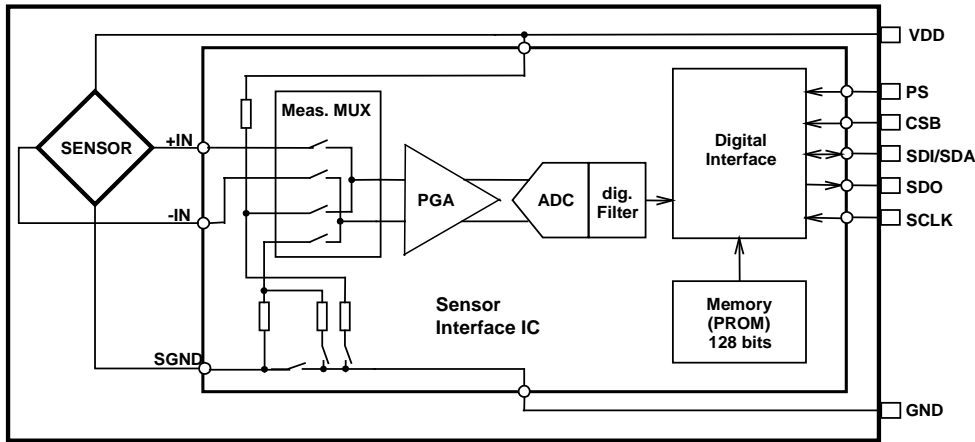 VDD
PS
CSB
SDI/SDA
SDO
SCLK
GND
SENSOR
+IN
-IN
SGND
Meas. MUX
PGA
ADC
dig.
Filter
Digital
Interface
Memory
(PROM)
128 bits
Sensor
Interface IC